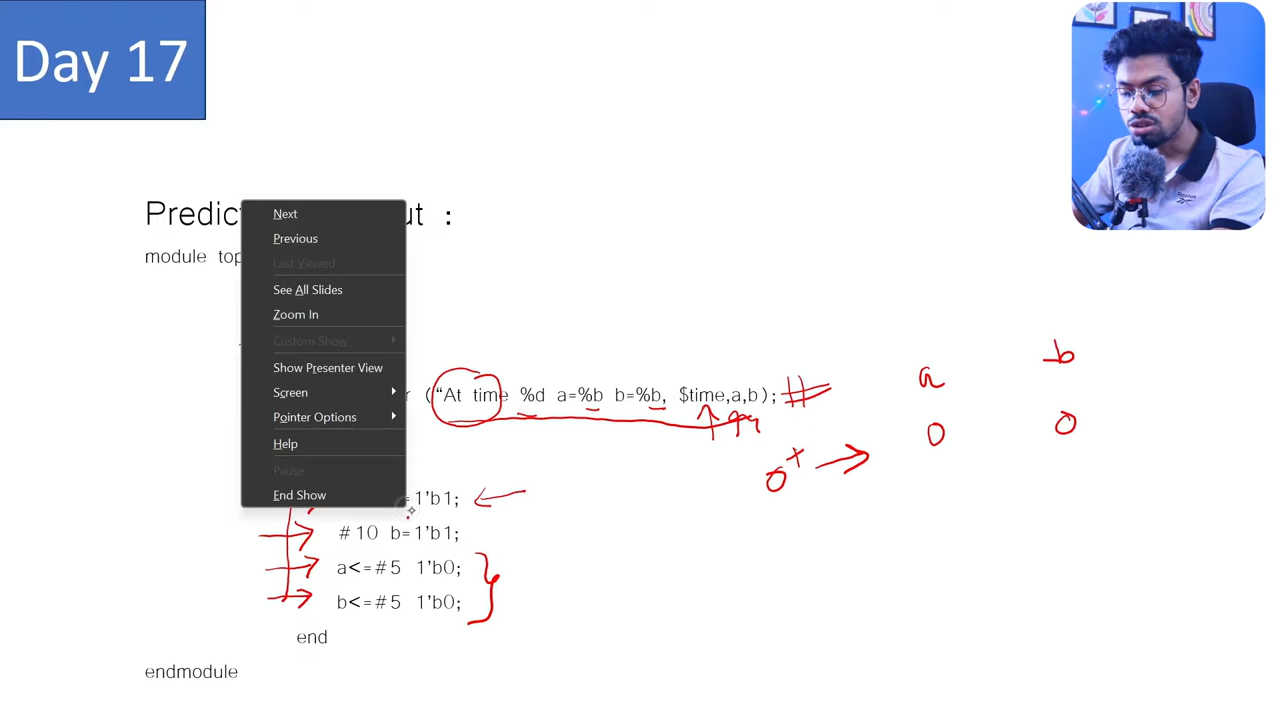 Day 17
Predic ut :
module top
Next
Previous
Last Viewed
See All Slides
Zoom In
Custom Show
Show Presenter View
Screen
Pointer Options
Help
Pause
End Show
r ("At time %d a=%b b=%b, $time,a,b);
a b
0 0
0+
=1'b1;
#10 b=1'b1;
a<=#5 1'b0;
b<=#5 1'b0;
end
endmodule